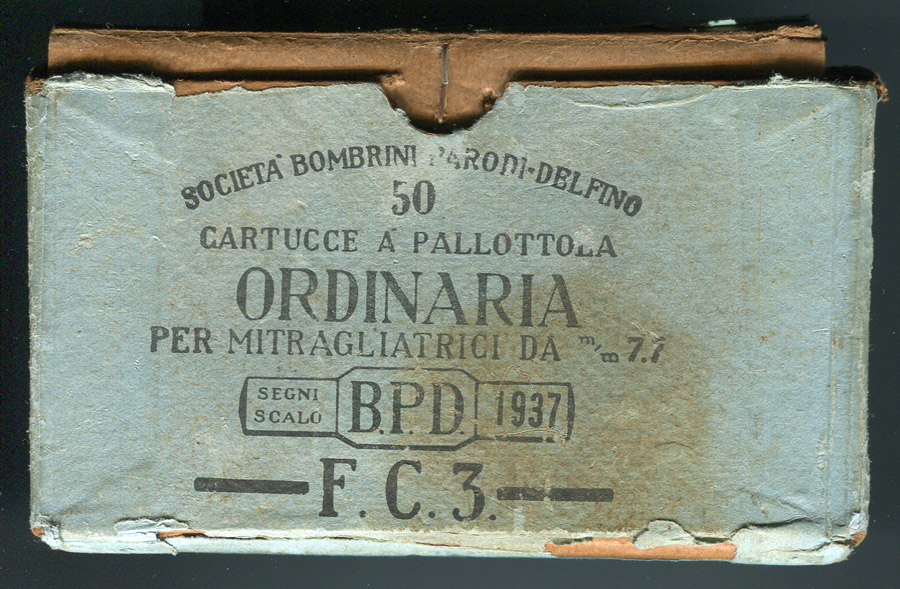 SOCIETA' BOMBRINI PARODI-DELFINO
50
CARTUCCE A PALLOTTOLA
ORDINARIA
PER MITRAGLIATRICI DA m/m 7.7
SEGNI SCALO B.P.D. 1937
F. C. 3.